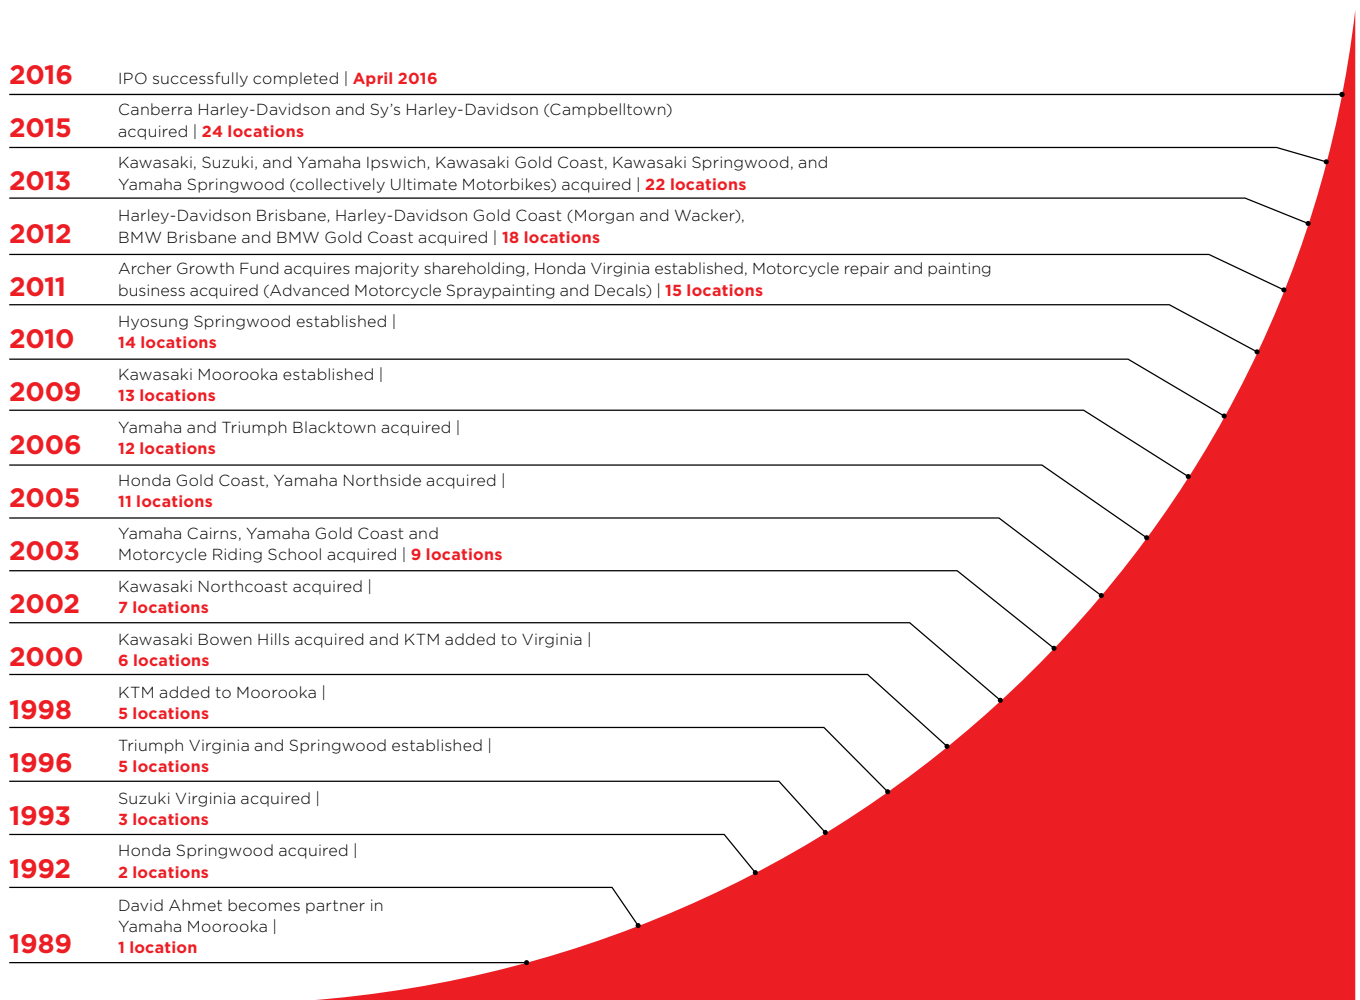 2016
IPO successfully completed | April 2016
Canberra Harley-Davidson and Sy's Harley-Davidson (Campbelltown)
2015
acquired | 24 locations
Kawasaki, Suzuki, and Yamaha Ipswich, Kawasaki Gold Coast, Kawasaki Springwood, and
2013
Yamaha Springwood (collectively Ultimate Motorbikes) acquired | 22 locations
Harley-Davidson Brisbane, Harley-Davidson Gold Coast (Morgan and Wacker),
2012
BMW Brisbane and BMW Gold Coast acquired | 18 locations
Archer Growth Fund acquires majority shareholding, Honda Virginia established, Motorcycle repair and painting
2011
business acquired (Advanced Motorcycle Spraypainting and Decals) | 15 locations
Hyosung Springwood established |
2010
14 locations
Kawasaki Moorooka established |
2009
13 locations
Yamaha and Triumph Blacktown acquired |
2006
12 locations
Honda Gold Coast, Yamaha Northside acquired |
2005
11 locations
Yamaha Cairns, Yamaha Gold Coast and
2003
Motorcycle Riding School acquired | 9 locations
Kawasaki Northcoast acquired |
2002
7 locations
Kawasaki Bowen Hills acquired and KTM added to Virginia |
2000
6 locations
KTM added to Moorooka |
1998
5 locations
Triumph Virginia and Springwood established |
1996
5 locations
Suzuki Virginia acquired |
1993
3 locations
Honda Springwood acquired |
1992
2 locations
David Ahmet becomes partner in
Yamaha Moorooka |
1989
1 location